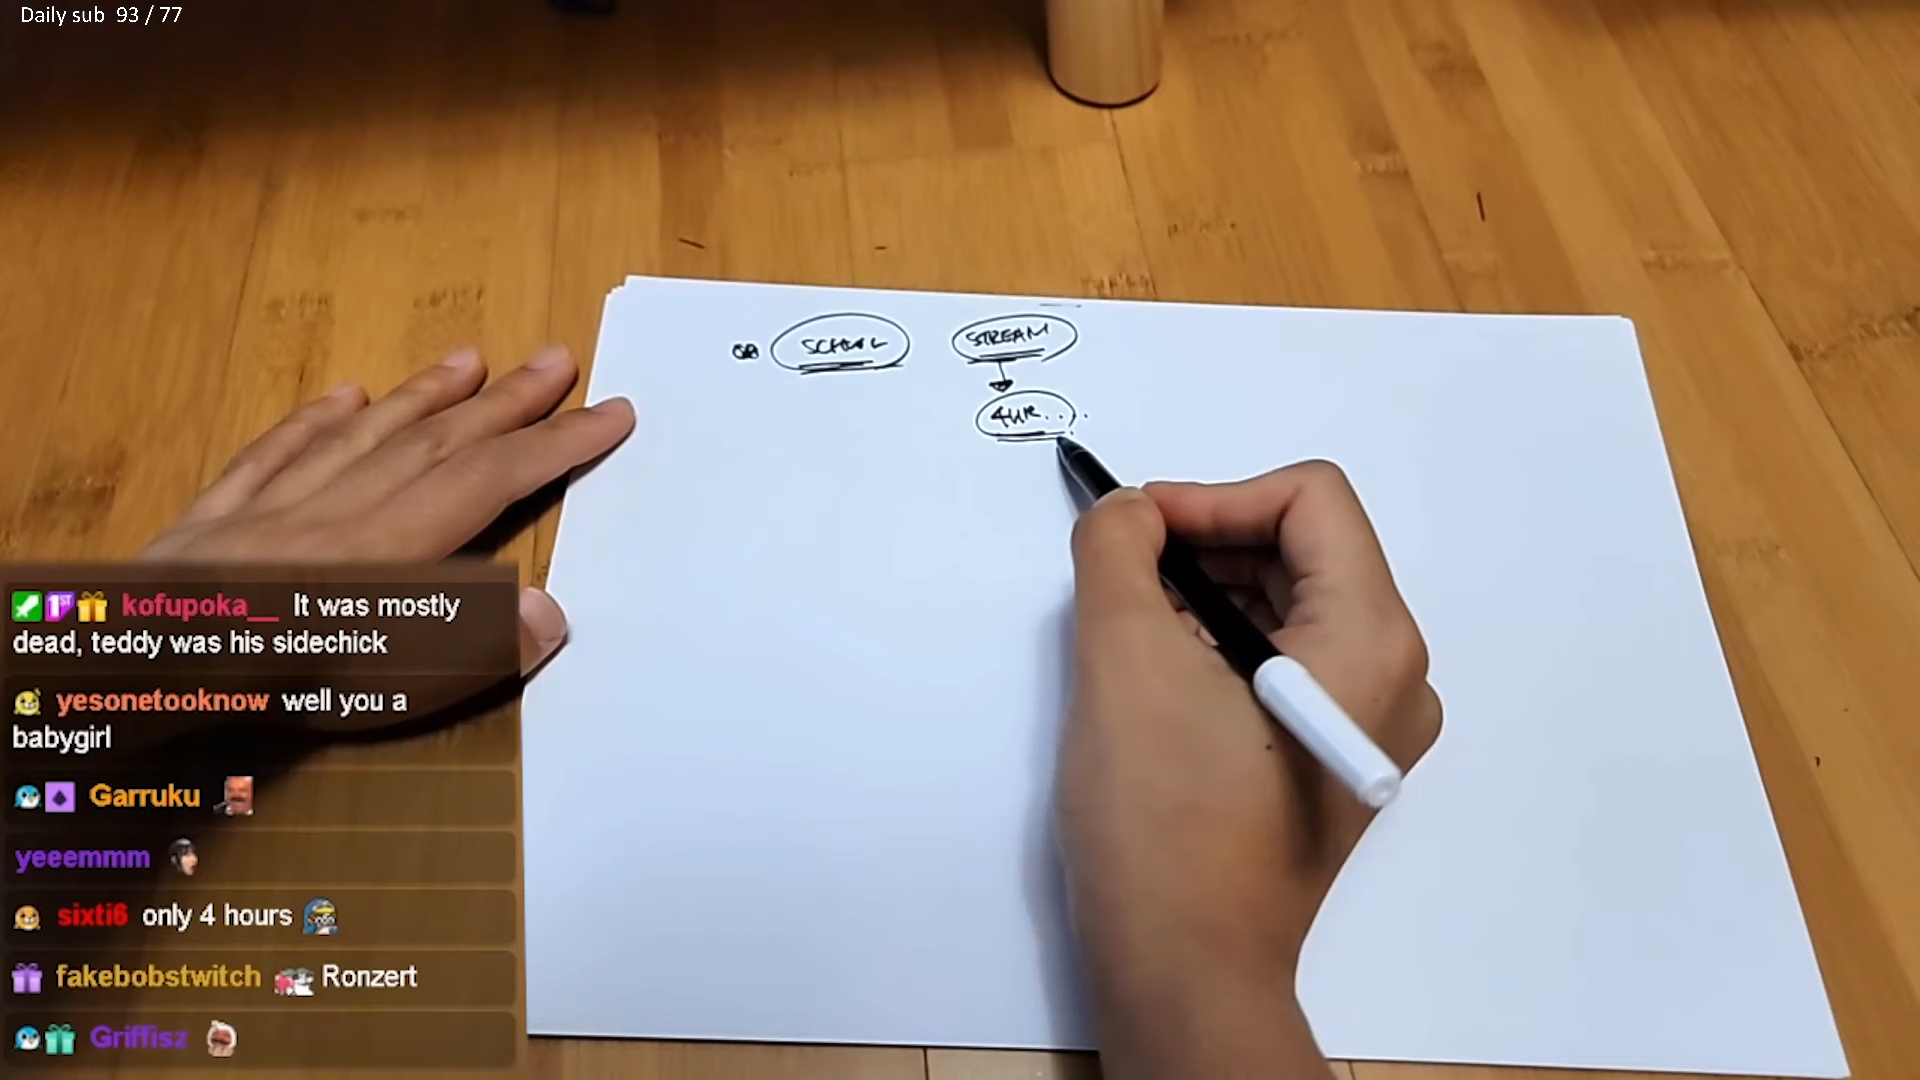 Daily sub 93 / 77
SCHOOL STREAM
4HR...
kofupoka__ It was mostly
dead, teddy was his sidechick
yesonetooknow well you a
babygirl
Garruku
yeeemmm
sixti6 only 4 hours
fakebobstwitch Ronzert
Griffisz